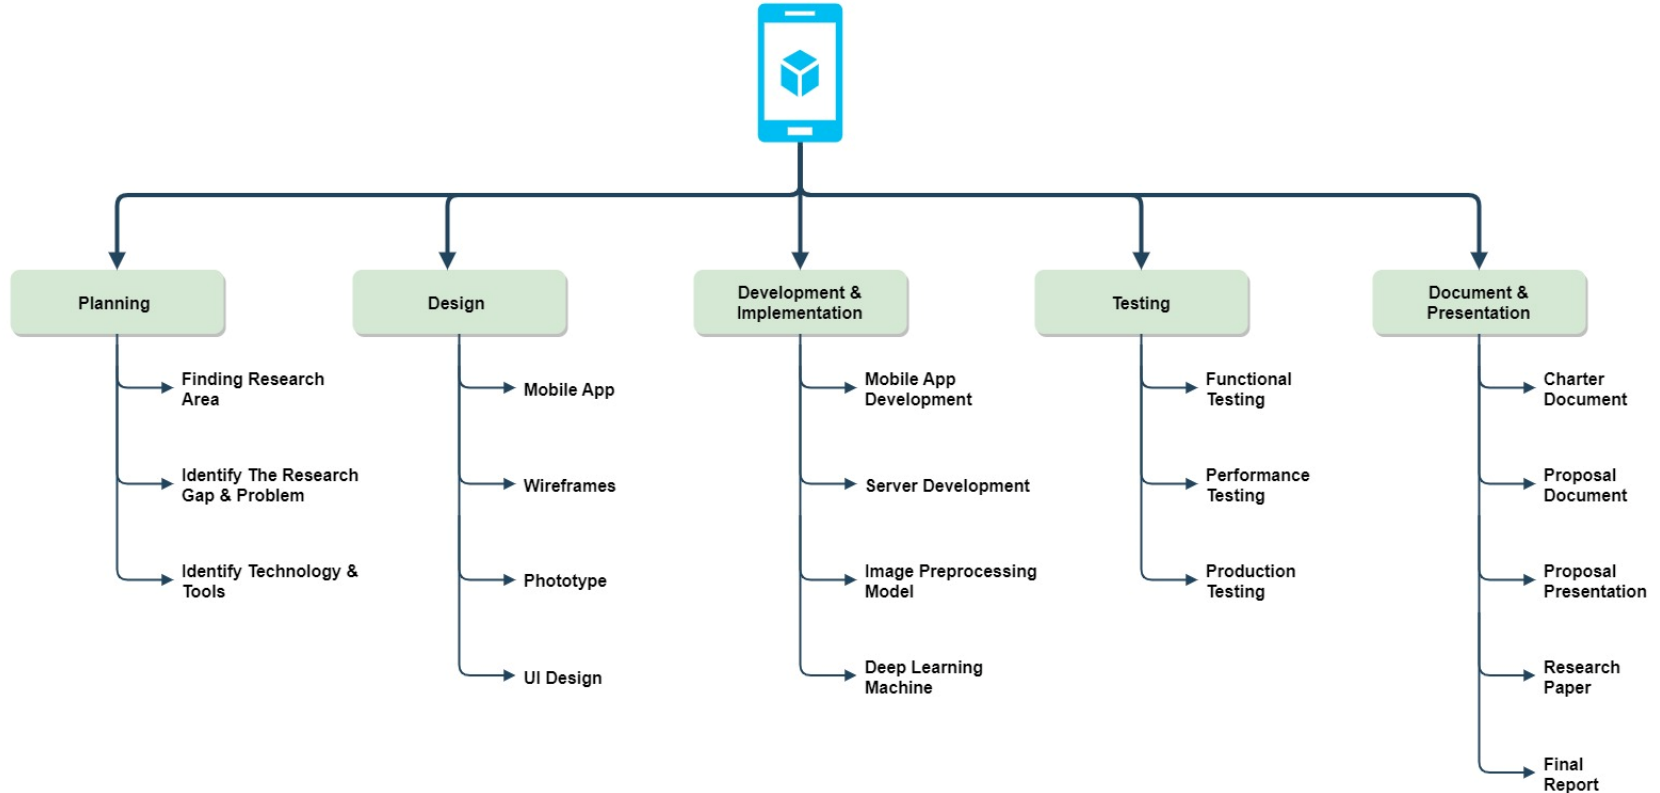 Planning
Design
Development &
Implementation
Testing
Document &
Presentation
Finding Research
Area
Identify The Research
Gap & Problem
Identify Technology &
Tools
Mobile App
Wireframes
Phototype
UI Design
Mobile App
Development
Server Development
Image Preprocessing
Model
Deep Learning
Machine
Functional
Testing
Performance
Testing
Production
Testing
Charter
Document
Proposal
Document
Proposal
Presentation
Research
Paper
Final
Report